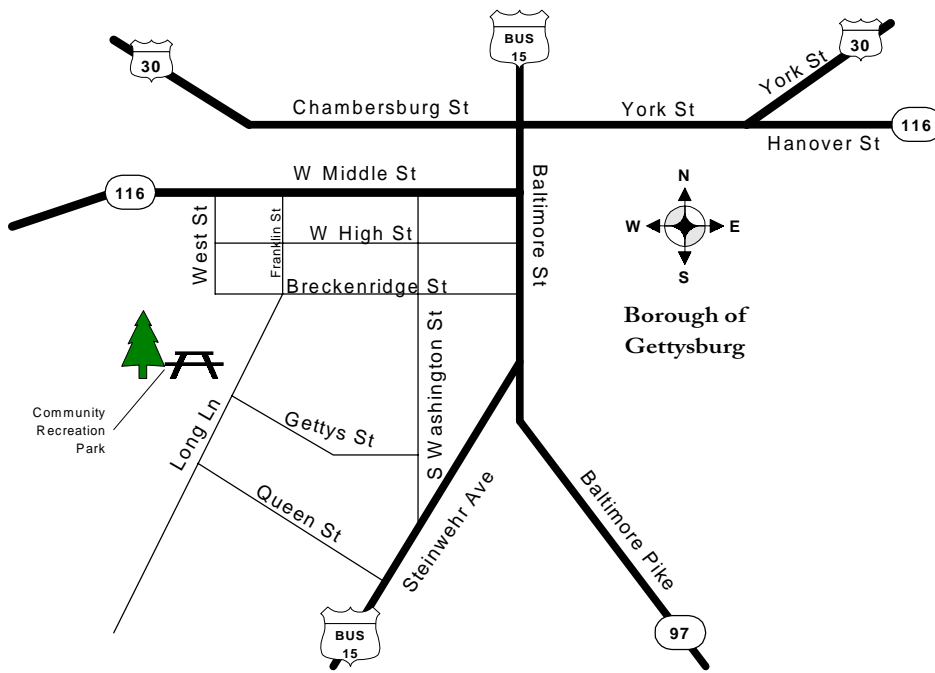 BUS
15
30
30
York St
Chambersburg St
York St
116
Hanover St
W Middle St
116
Baltimore St
N
W
E
S
West St
Franklin St
W High St
Breckenridge St
Borough of
Gettysburg
S Washington St
Community
Recreation
Park
Long Ln
Gettys St
Queen St
Steinwehr Ave
Baltimore Pike
BUS
15
97